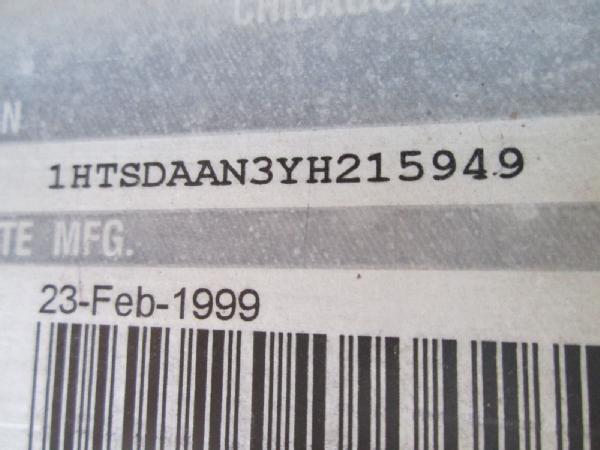 CHICAGO,
N
1HTSDAAN3YH215949
TE MFG.
23-Feb-1999